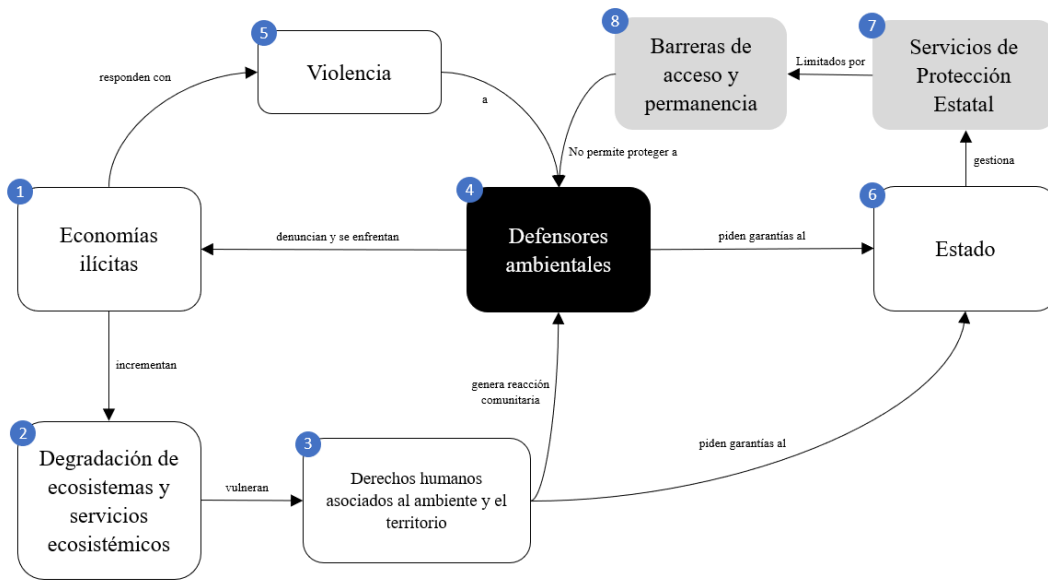 1
Economías
ilícitas
incrementan
2
Degradación de
ecosistemas y
servicios
ecosistémicos
vulneran
3
Derechos humanos
asociados al ambiente y el
territorio
genera reacción
comunitaria
piden garantías al
4
Defensores
ambientales
denuncian y se enfrentan
piden garantías al
responden con
5
Violencia
a
6
Estado
gestiona
7
Servicios de
Protección
Estatal
Limitados por
8
Barreras de
acceso y
permanencia
No permite proteger a